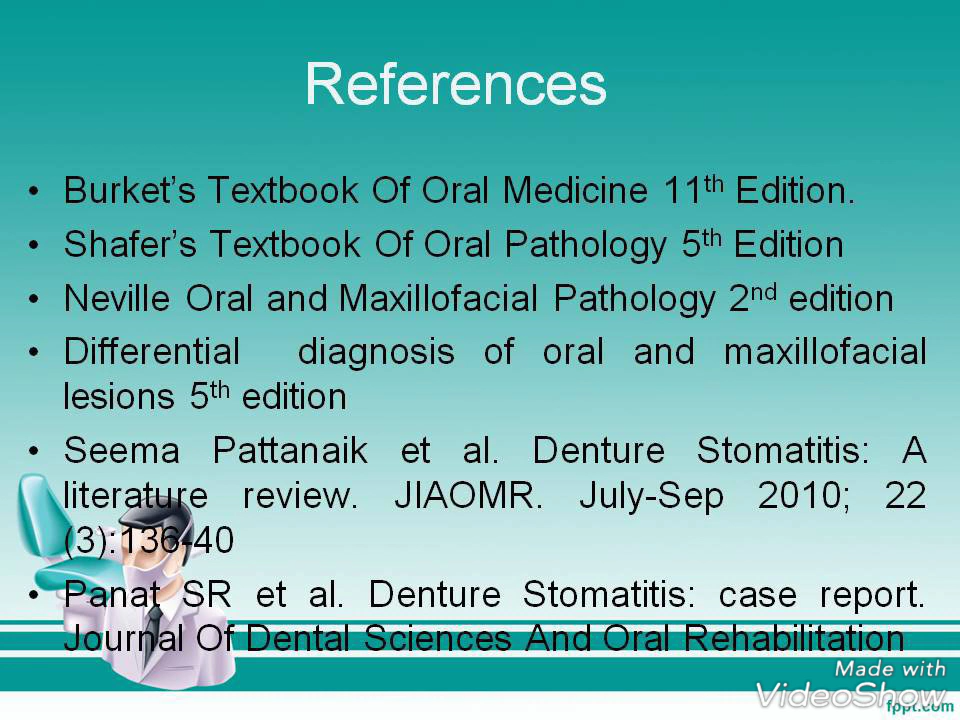 References
• Burket’s Textbook Of Oral Medicine 11th Edition.
• Shafer’s Textbook Of Oral Pathology 5th Edition
• Neville Oral and Maxillofacial Pathology 2nd edition
• Differential diagnosis of oral and maxillofacial
lesions 5th edition
• Seema Pattanaik et al. Denture Stomatitis: A
literature review. JIAOMR. July-Sep 2010; 22
(3):136-40
• Panat SR et al. Denture Stomatitis: case report.
Journal Of Dental Sciences And Oral Rehabilitation
Made with
VideoShow
fppt.com